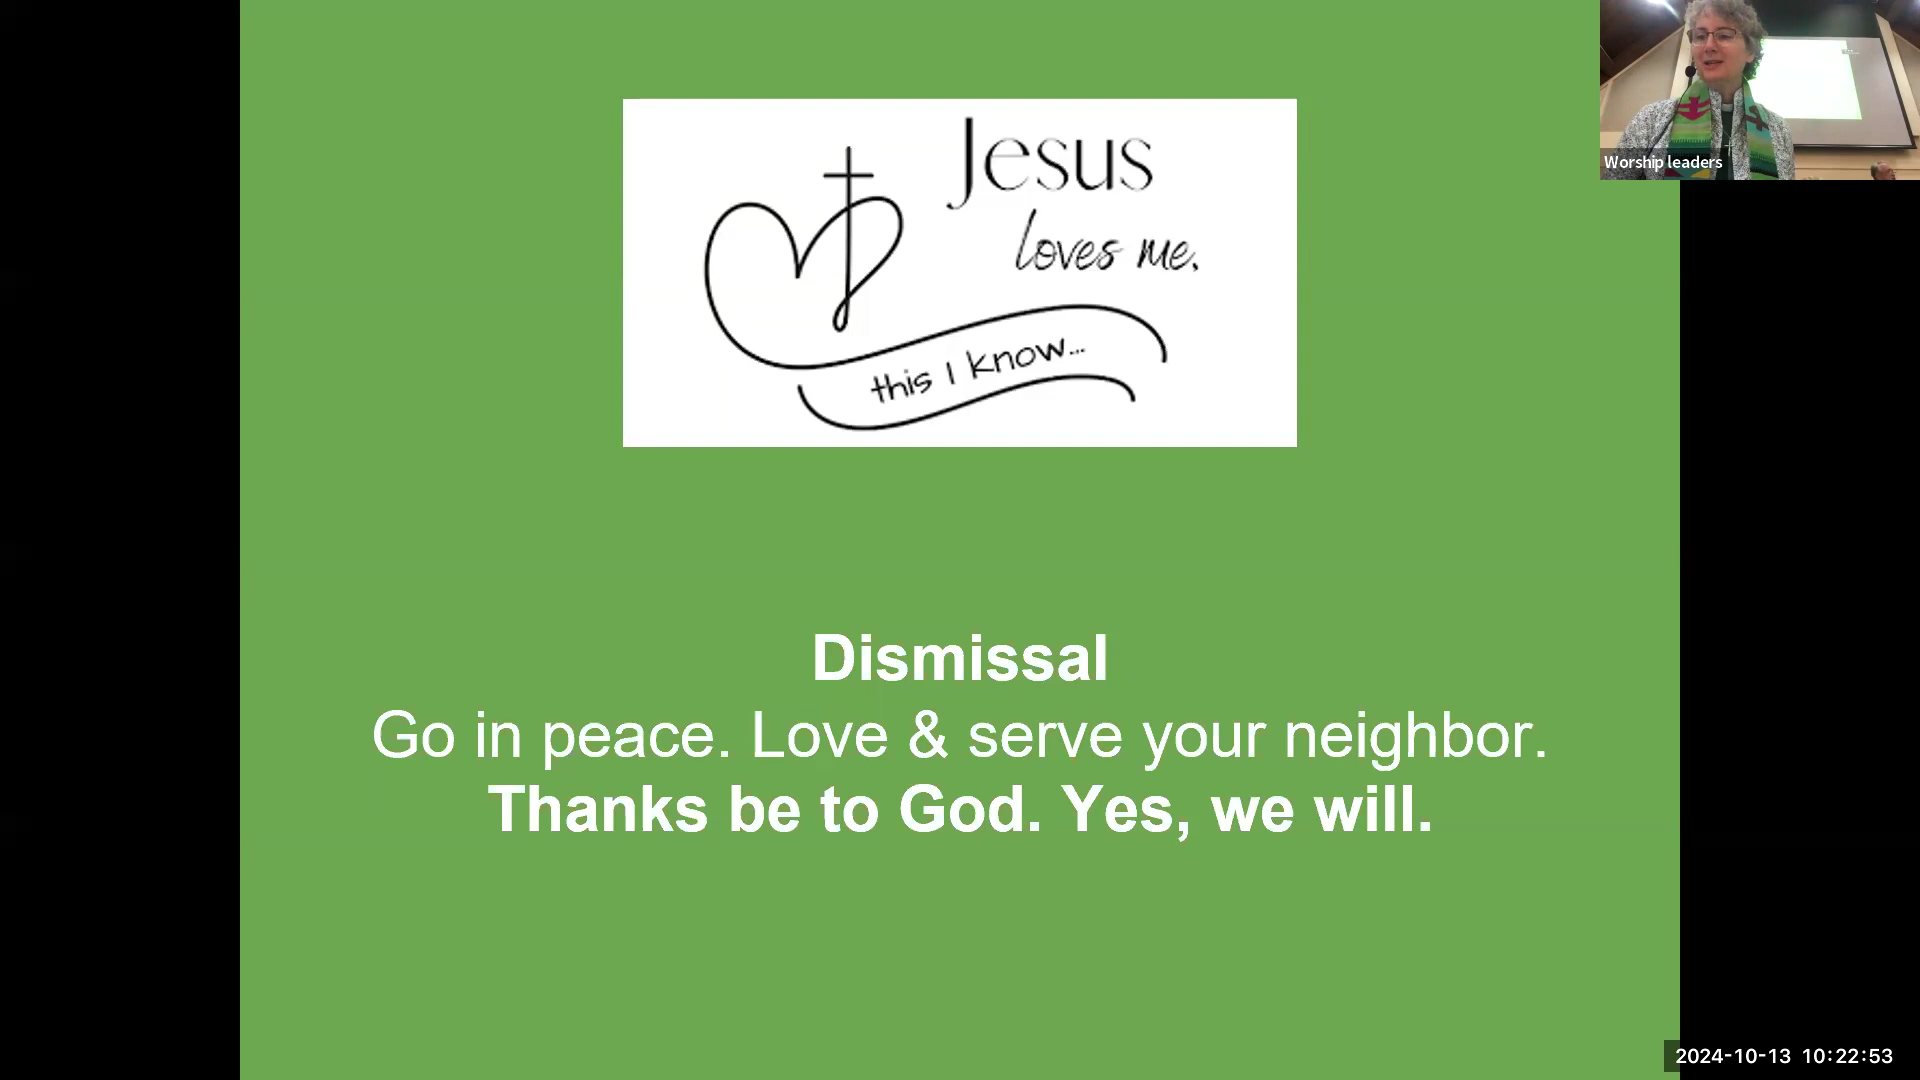 Jesus
loves me,
this I know...
Worship leaders
Dismissal
Go in peace. Love & serve your neighbor.
Thanks be to God. Yes, we will.
2024-10-13 10:22:53